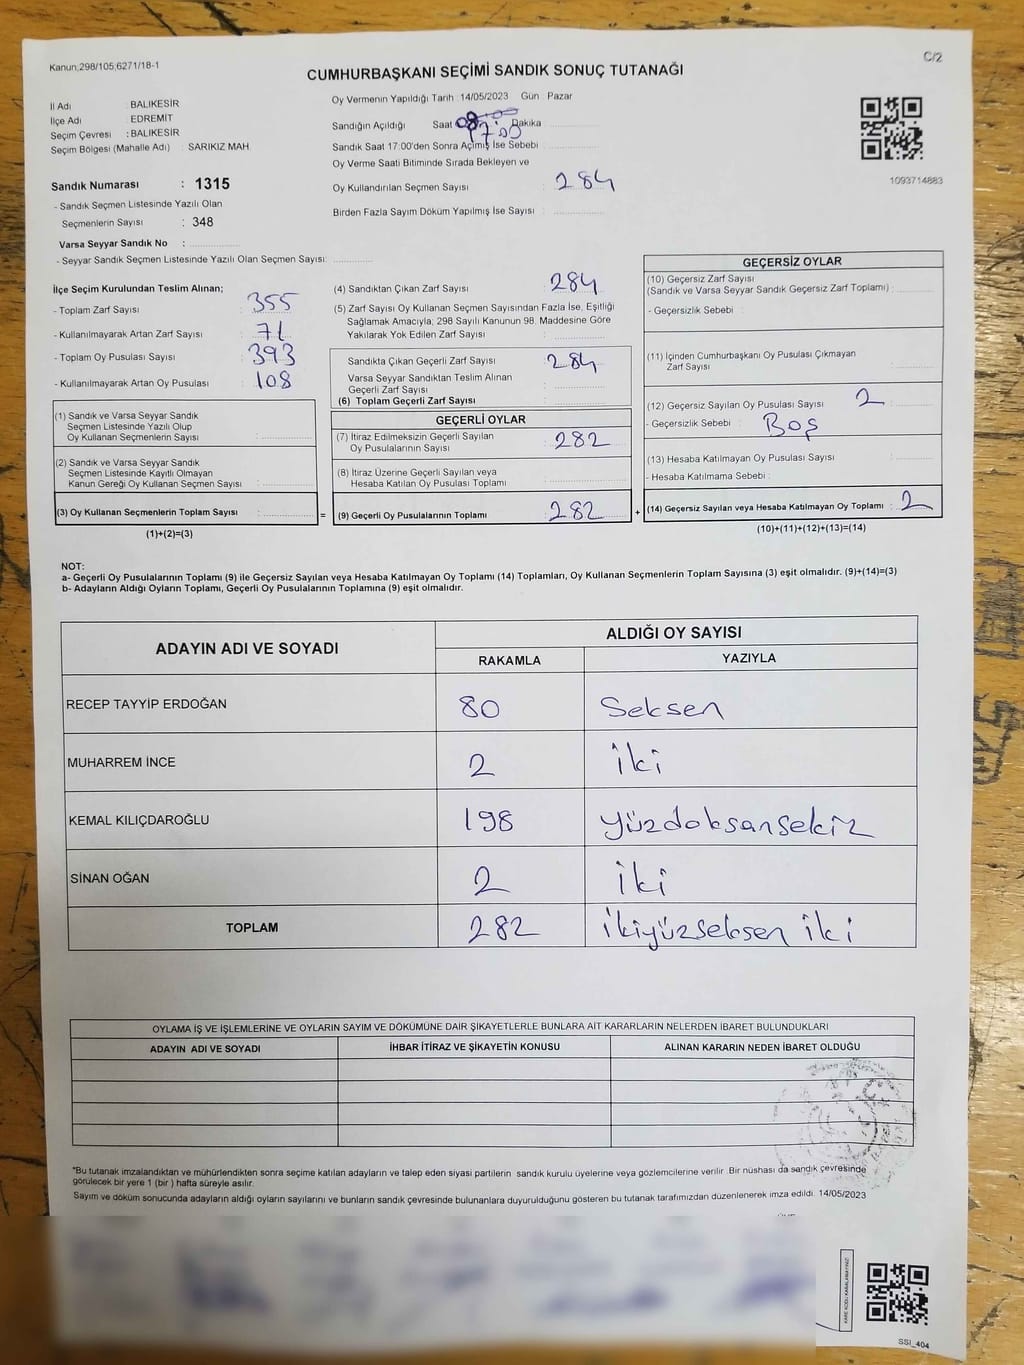 Kanun;298/105;6271/18-1
C/2
CUMHURBAŞKANI SEÇİMİ SANDIK SONUÇ TUTANAĞI
İl Adı : BALIKESİR
İlçe Adı EDREMİT
Seçim Çevresi : BALIKESİR
Seçim Bölgesi (Mahalle Adı) : SARIKIZ MAH.
Sandık Numarası : 1315
- Sandık Seçmen Listesinde Yazılı Olan
Seçmenlerin Sayısı : 348
Varsa Seyyar Sandık No :
- Seyyar Sandık Seçmen Listesinde Yazılı Olan Seçmen Sayısı:
Oy Vermenin Yapıldığı Tarih : 14/05/2023 Gün : Pazar
Sandığın Açıldığı Saat Dakika
17:00
Sandık Saat 17:00'den Sonra Açılmış İse Sebebi :
Oy Verme Saati Bitiminde Sırada Bekleyen ve
Oy Kullandırılan Seçmen Sayısı : 284
Birden Fazla Sayım Döküm Yapılmış İse Sayısı :
1093714883
İlçe Seçim Kurulundan Teslim Alınan;
- Toplam Zarf Sayısı : 355
- Kullanılmayarak Artan Zarf Sayısı : 71
- Toplam Oy Pusulası Sayısı : 393
- Kullanılmayarak Artan Oy Pusulası : 108
(1) Sandık ve Varsa Seyyar Sandık
Seçmen Listesinde Yazılı Olup
Oy Kullanan Seçmenlerin Sayısı :
(2) Sandık ve Varsa Seyyar Sandık
Seçmen Listesinde Kayıtlı Olmayan
Kanun Gereği Oy Kullanan Seçmen Sayısı :
(3) Oy Kullanan Seçmenlerin Toplam Sayısı :
(1)+(2)=(3)
(4) Sandıktan Çıkan Zarf Sayısı : 284
(5) Zarf Sayısı Oy Kullanan Seçmen Sayısından Fazla İse, Eşitliği
Sağlamak Amacıyla; 298 Sayılı Kanunun 98. Maddesine Göre
Yakılarak Yok Edilen Zarf Sayısı :
Sandıkta Çıkan Geçerli Zarf Sayısı : 284
Varsa Seyyar Sandıktan Teslim Alınan
Geçerli Zarf Sayısı :
(6) Toplam Geçerli Zarf Sayısı :
GEÇERLİ OYLAR
(7) İtiraz Edilmeksizin Geçerli Sayılan
Oy Pusulalarının Sayısı : 282
(8) İtiraz Üzerine Geçerli Sayılan veya
Hesaba Katılan Oy Pusulası Toplamı :
= (9) Geçerli Oy Pusulalarının Toplamı : 282 +
GEÇERSİZ OYLAR
(10) Geçersiz Zarf Sayısı
(Sandık ve Varsa Seyyar Sandık Geçersiz Zarf Toplamı) :
- Geçersizlik Sebebi :
(11) İçinden Cumhurbaşkanı Oy Pusulası Çıkmayan
Zarf Sayısı :
(12) Geçersiz Sayılan Oy Pusulası Sayısı : 2
- Geçersizlik Sebebi : Boş
(13) Hesaba Katılmayan Oy Pusulası Sayısı :
- Hesaba Katılmama Sebebi :
(14) Geçersiz Sayılan veya Hesaba Katılmayan Oy Toplamı : 2
(10)+(11)+(12)+(13)=(14)
NOT:
a- Geçerli Oy Pusulalarının Toplamı (9) ile Geçersiz Sayılan veya Hesaba Katılmayan Oy Toplamı (14) Toplamları, Oy Kullanan Seçmenlerin Toplam Sayısına (3) eşit olmalıdır. (9)+(14)=(3)
b- Adayların Aldığı Oyların Toplamı, Geçerli Oy Pusulalarının Toplamına (9) eşit olmalıdır.
ADAYIN ADI VE SOYADI
ALDIĞI OY SAYISI
RAKAMLA YAZIYLA
RECEP TAYYİP ERDOĞAN 80 Seksen
MUHARREM İNCE 2 iki
KEMAL KILIÇDAROĞLU 198 yüzdoksansekiz
SİNAN OĞAN 2 iki
TOPLAM 282 ikiyüzseksen iki
OYLAMA İŞ VE İŞLEMLERİNE VE OYLARIN SAYIM VE DÖKÜMÜNE DAİR ŞİKAYETLERLE BUNLARA AİT KARARLARIN NELERDEN İBARET BULUNDUKLARI
ADAYIN ADI VE SOYADI İHBAR İTİRAZ VE ŞİKAYETİN KONUSU ALINAN KARARIN NEDEN İBARET OLDUĞU
*Bu tutanak imzalandıktan ve mühürlendikten sonra seçime katılan adayların ve talep eden siyasi partilerin sandık kurulu üyelerine veya gözlemcilerine verilir. Bir nüshası da sandık çevresinde
görülecek bir yere 1 (bir) hafta süreyle asılır.
Sayım ve döküm sonucunda adayların aldığı oyların sayılarını ve bunların sandık çevresinde bulunanlara duyurulduğunu gösteren bu tutanak tarafımızdan düzenlenerek imza edildi. 14/05/2023
SSI_404